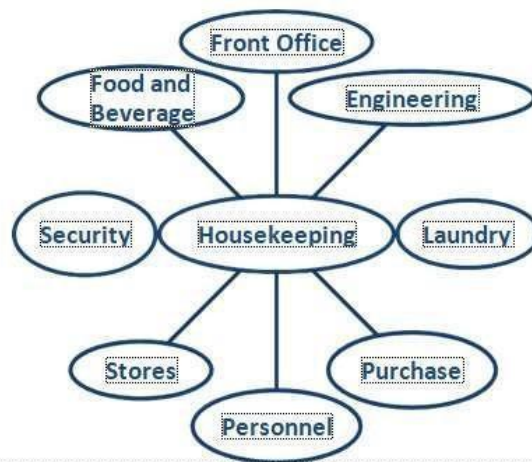 Front Office
Food and
Beverage
Engineering
Security
Housekeeping
Laundry
Stores
Purchase
Personnel